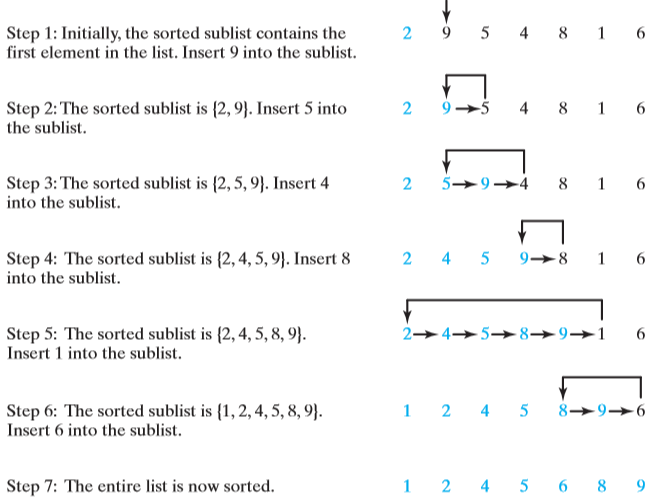 Step 1: Initially, the sorted sublist contains the
first element in the list. Insert 9 into the sublist.
2 9 5 4 8 1 6
Step 2: The sorted sublist is {2, 9}. Insert 5 into
the sublist.
2 9 5 4 8 1 6
Step 3: The sorted sublist is {2, 5, 9}. Insert 4
into the sublist.
2 5 9 4 8 1 6
Step 4: The sorted sublist is {2, 4, 5, 9}. Insert 8
into the sublist.
2 4 5 9 8 1 6
Step 5: The sorted sublist is {2, 4, 5, 8, 9}.
Insert 1 into the sublist.
2 4 5 8 9 1 6
Step 6: The sorted sublist is {1, 2, 4, 5, 8, 9}.
Insert 6 into the sublist.
1 2 4 5 8 9 6
Step 7: The entire list is now sorted.
1 2 4 5 6 8 9